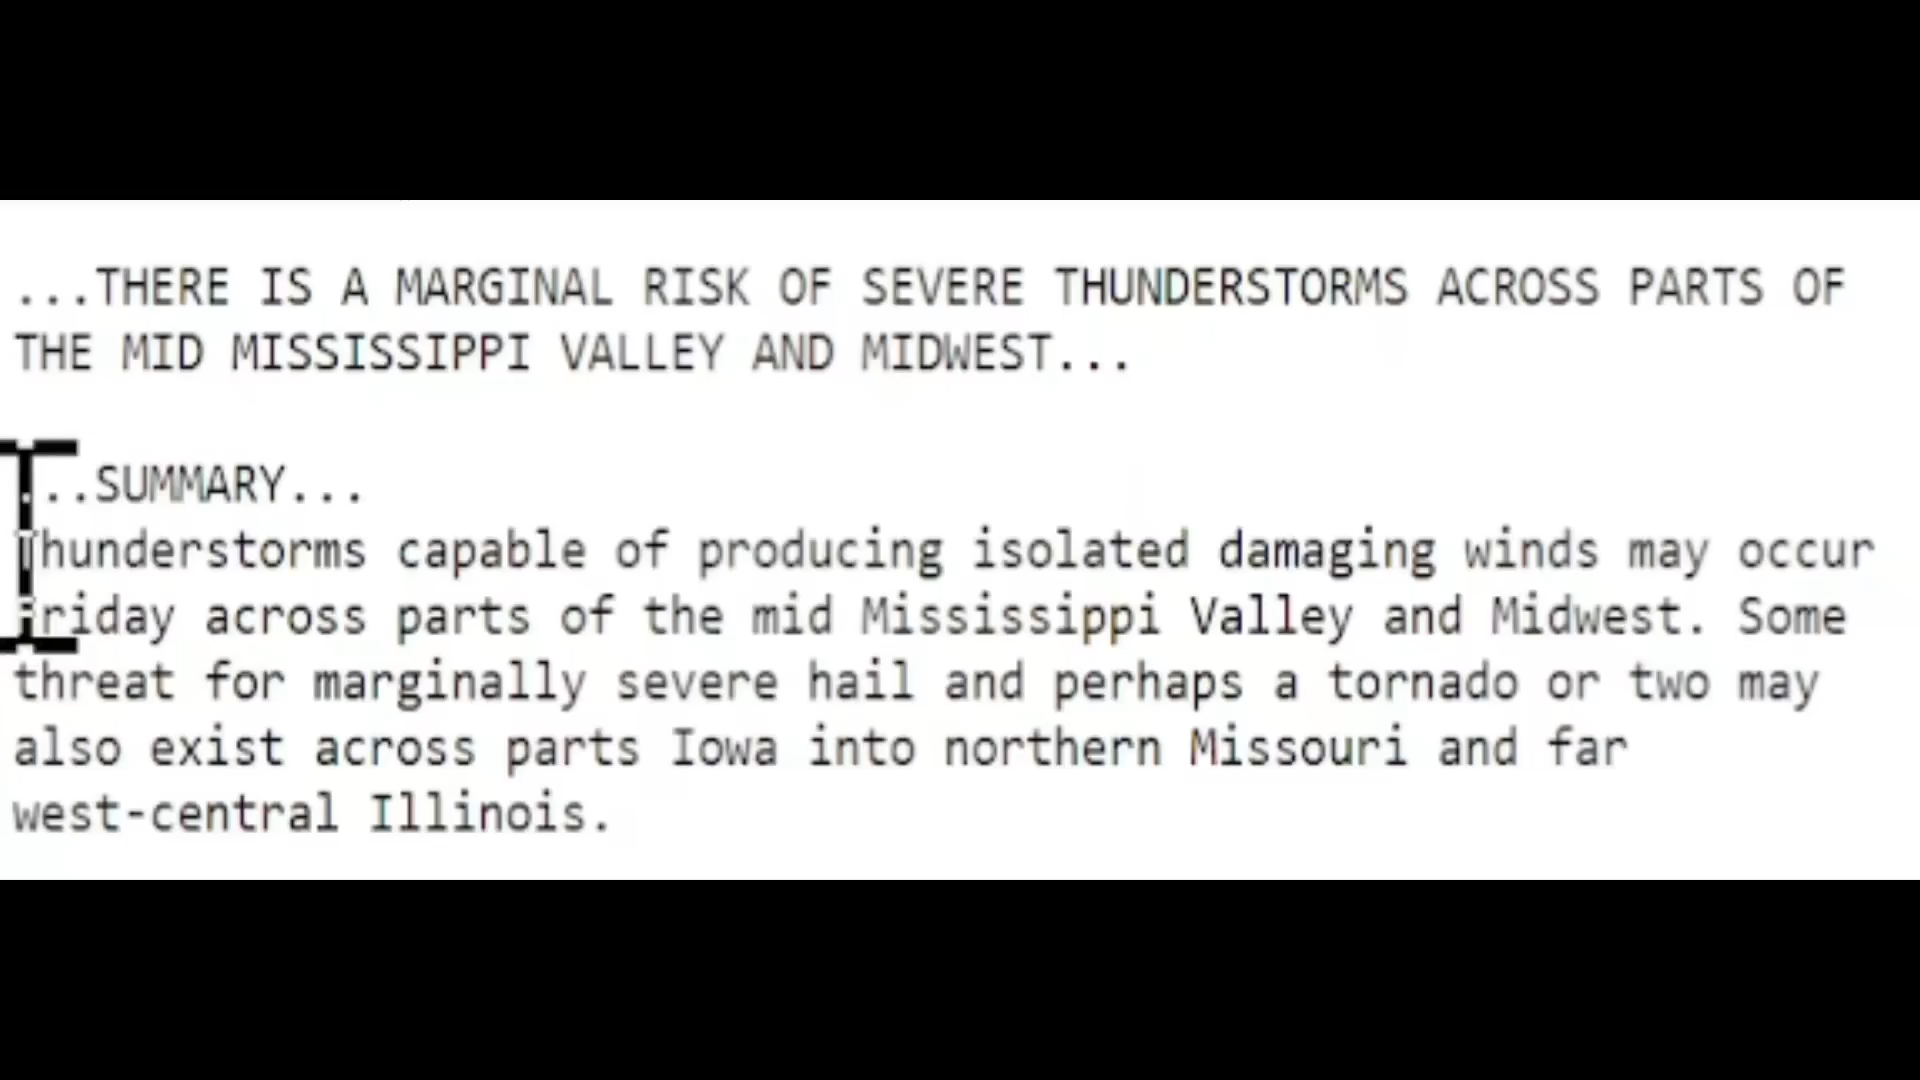 ...THERE IS A MARGINAL RISK OF SEVERE THUNDERSTORMS ACROSS PARTS OF
THE MID MISSISSIPPI VALLEY AND MIDWEST...
...SUMMARY...
Thunderstorms capable of producing isolated damaging winds may occur
Friday across parts of the mid Mississippi Valley and Midwest. Some
threat for marginally severe hail and perhaps a tornado or two may
also exist across parts Iowa into northern Missouri and far
west-central Illinois.